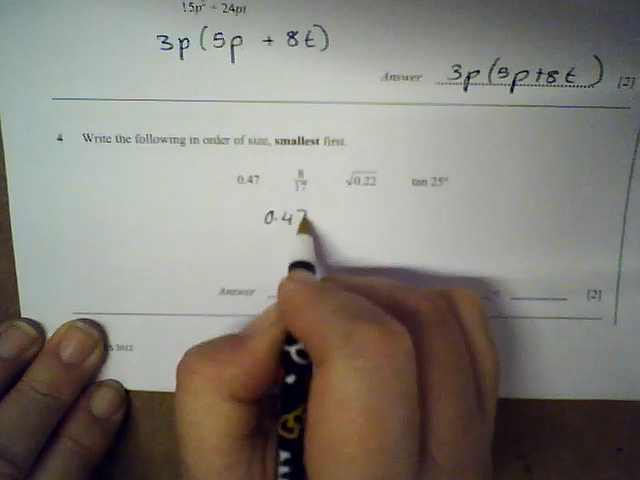 15p² + 24pt
3p(5p + 8t)
Answer 3p(5p+8t) [2]
4 Write the following in order of size, smallest first.
0.47 8/17 √0.22 tan 25°
0.47
Answer [2]
2012